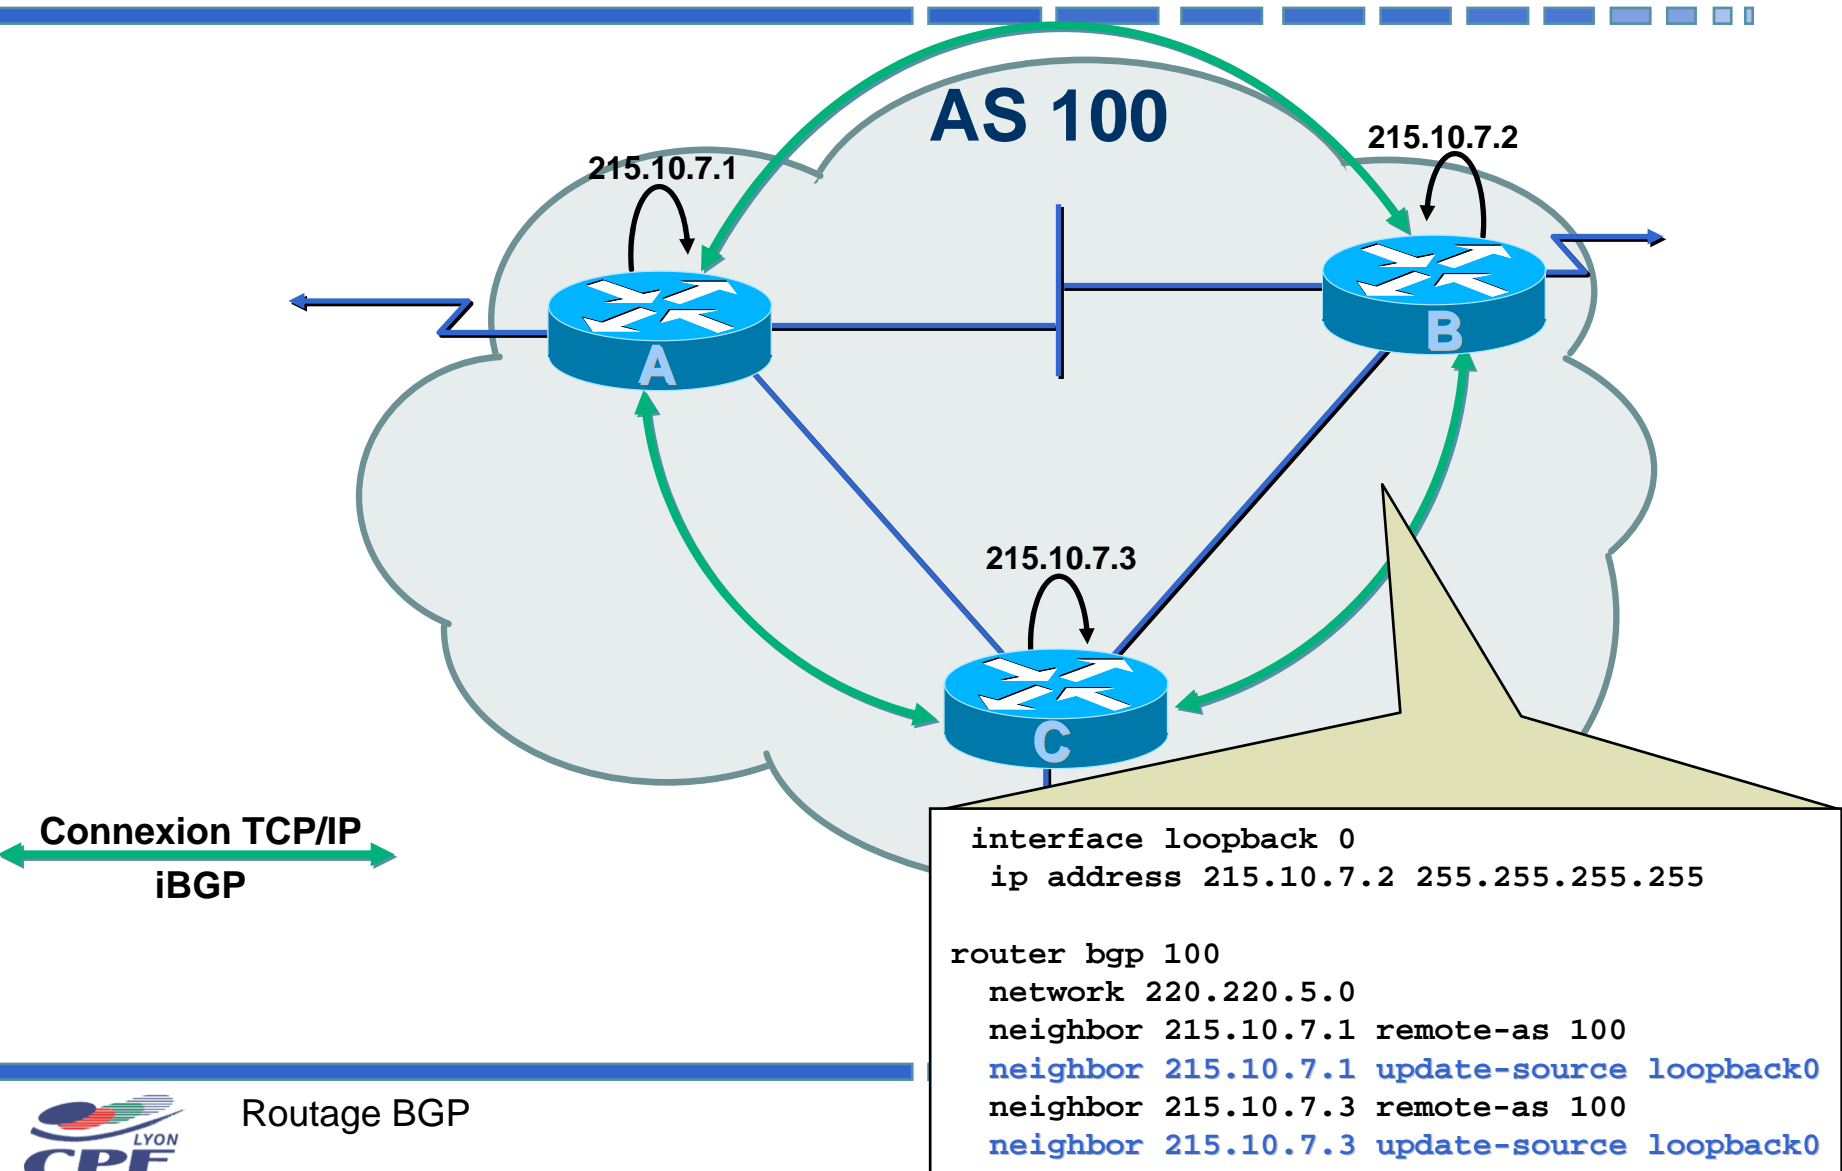 AS 100
215.10.7.2
215.10.7.1
B
A
215.10.7.3
C
Connexion TCP/IP
iBGP
interface loopback 0
ip address 215.10.7.2 255.255.255.255
router bgp 100
network 220.220.5.0
neighbor 215.10.7.1 remote-as 100
neighbor 215.10.7.1 update-source loopback0
neighbor 215.10.7.3 remote-as 100
neighbor 215.10.7.3 update-source loopback0
Routage BGP
LYON
CPE